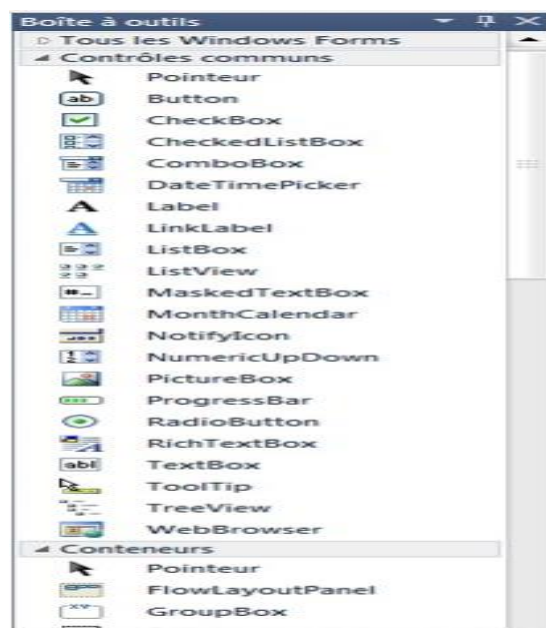 Boîte à outils
Tous les Windows Forms
Contrôles communs
Pointeur
Button
CheckBox
CheckedListBox
ComboBox
DateTimePicker
Label
LinkLabel
ListBox
ListView
MaskedTextBox
MonthCalendar
NotifyIcon
NumericUpDown
PictureBox
ProgressBar
RadioButton
RichTextBox
TextBox
ToolTip
TreeView
WebBrowser
Conteneurs
Pointeur
FlowLayoutPanel
GroupBox